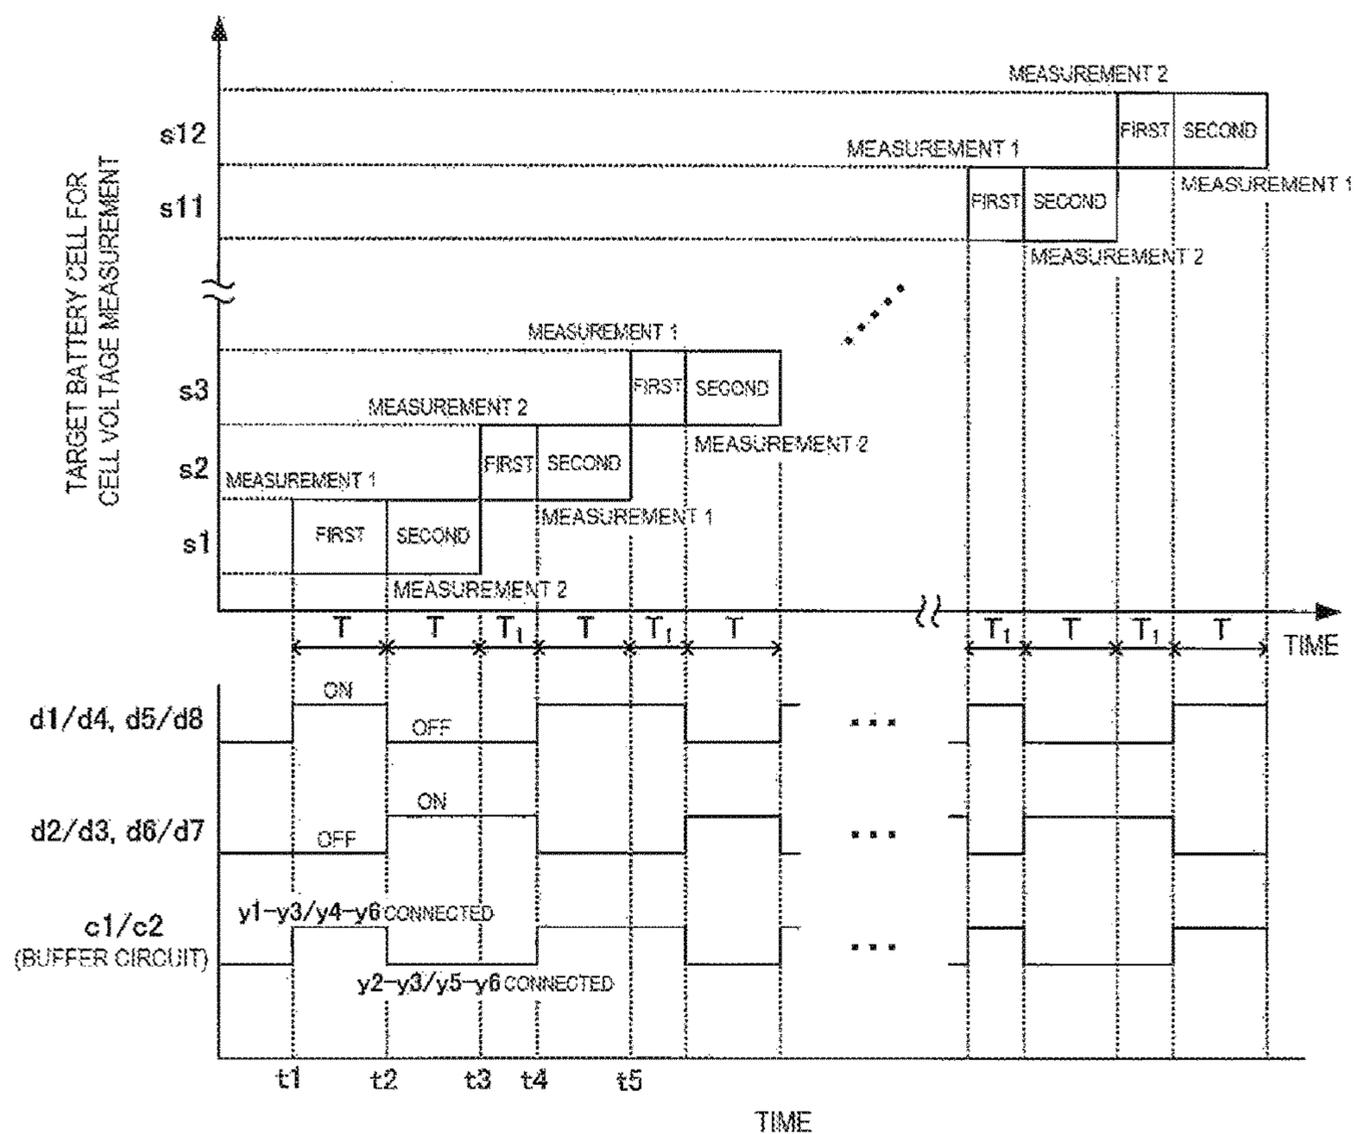 MEASUREMENT 2
s12
FIRST
SECOND
MEASUREMENT 1
MEASUREMENT 1
s11
FIRST
SECOND
MEASUREMENT 2
TARGET BATTERY CELL FOR
CELL VOLTAGE MEASUREMENT
MEASUREMENT 1
s3
FIRST
SECOND
MEASUREMENT 2
MEASUREMENT 2
s2
FIRST
SECOND
MEASUREMENT 1
MEASUREMENT 1
s1
FIRST
SECOND
MEASUREMENT 2
T T T1 T T1 T T1 T T1 T
TIME
ON
d1/d4, d5/d8
OFF
ON
d2/d3, d6/d7
OFF
y1-y3/y4-y6 CONNECTED
c1/c2
(BUFFER CIRCUIT)
y2-y3/y5-y6 CONNECTED
t1 t2 t3 t4 t5
TIME